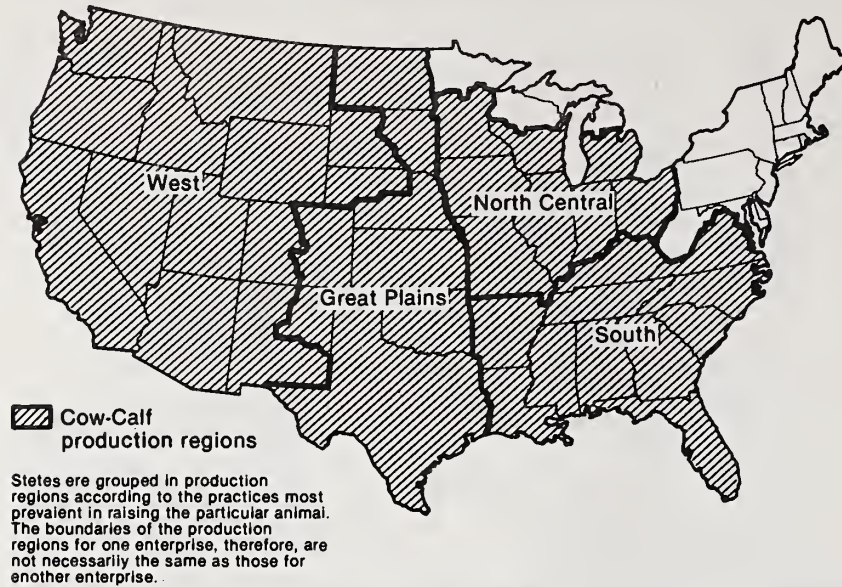 West
North Central
Great Plains
South
Cow-Calf
production regions
Stetes ere grouped in production
regions according to the practices most
prevalent in raising the particular animal.
The boundaries of the production
regions for one enterprise, therefore, are
not necessarily the same as those for
enother enterprise.